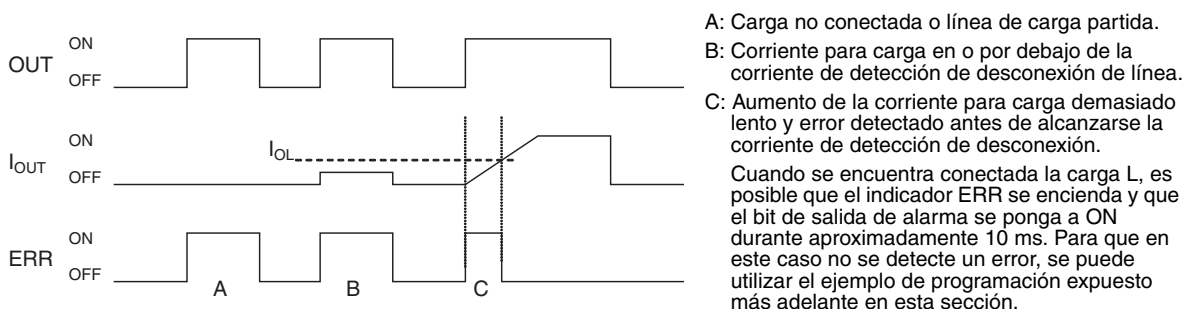 OUT
ON
OFF
IOUT
ON
OFF
IOL
ERR
ON
OFF
A
B
C
A: Carga no conectada o línea de carga partida.
B: Corriente para carga en o por debajo de la
corriente de detección de desconexión de línea.
C: Aumento de la corriente para carga demasiado
lento y error detectado antes de alcanzarse la
corriente de detección de desconexión.
Cuando se encuentra conectada la carga L, es
posible que el indicador ERR se encienda y que
el bit de salida de alarma se ponga a ON
durante aproximadamente 10 ms. Para que en
este caso no se detecte un error, se puede
utilizar el ejemplo de programación expuesto
más adelante en esta sección.